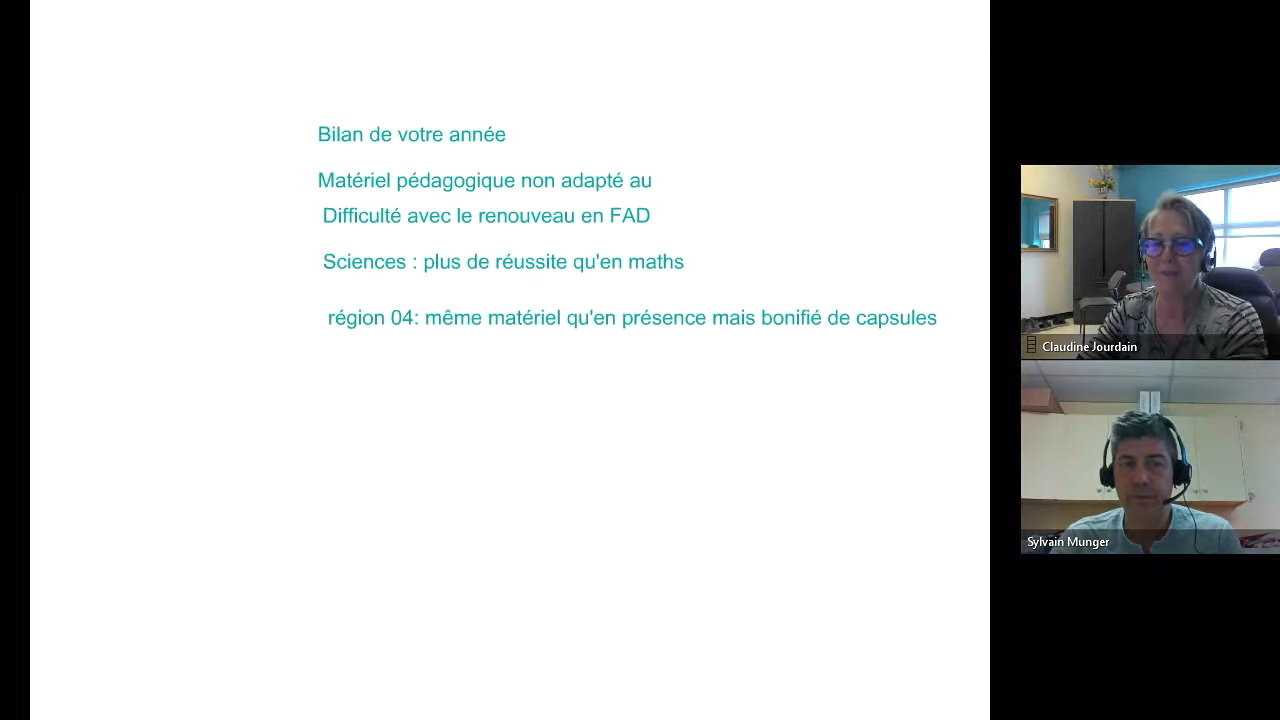 Bilan de votre année
Matériel pédagogique non adapté au
Difficulté avec le renouveau en FAD
Sciences : plus de réussite qu'en maths
région 04: même matériel qu'en présence mais bonifié de capsules
Claudine Jourdain
Sylvain Munger